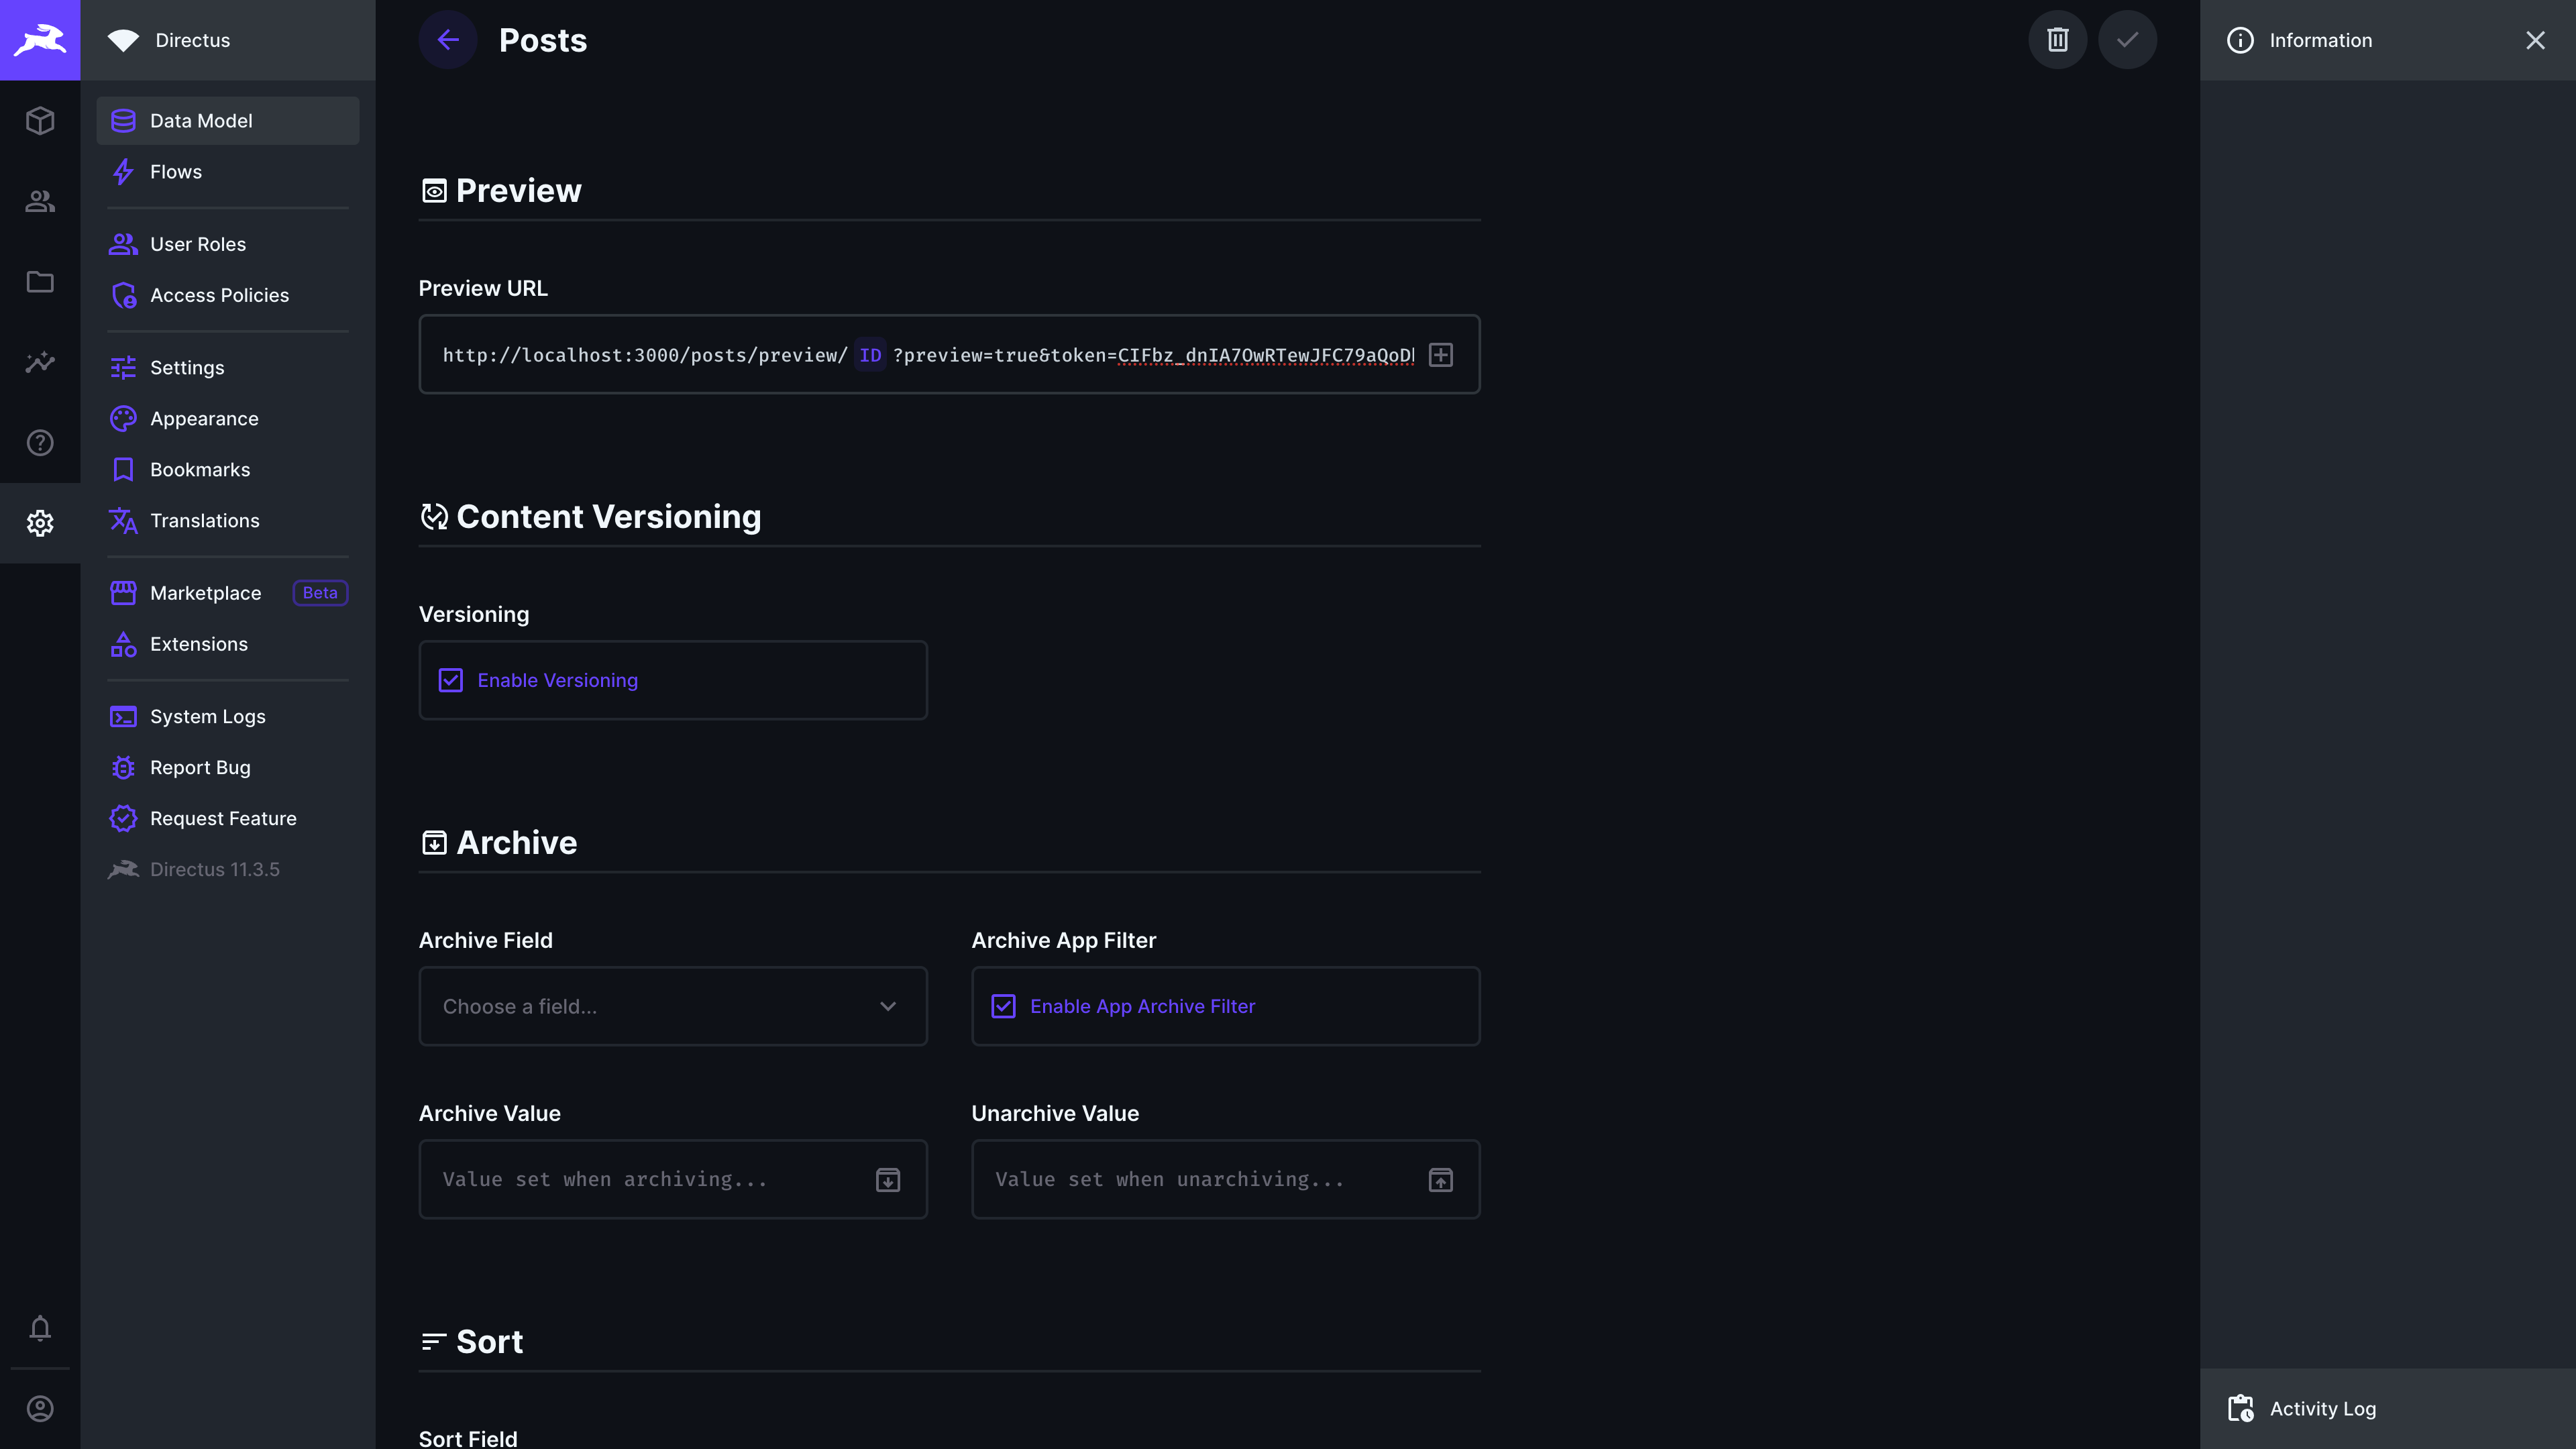 Directus
Data Model
Flows
User Roles
Access Policies
Settings
Appearance
Bookmarks
Translations
Marketplace Beta
Extensions
System Logs
Report Bug
Request Feature
Directus 11.3.5
Posts
Preview
Preview URL
http://localhost:3000/posts/preview/ ID ?preview=true&token=CIFbz_dnIA7OwRTewJFC79aQoD
Content Versioning
Versioning
Enable Versioning
Archive
Archive Field
Archive App Filter
Choose a field...
Enable App Archive Filter
Archive Value
Unarchive Value
Value set when archiving...
Value set when unarchiving...
Sort
Sort Field
Information
Activity Log